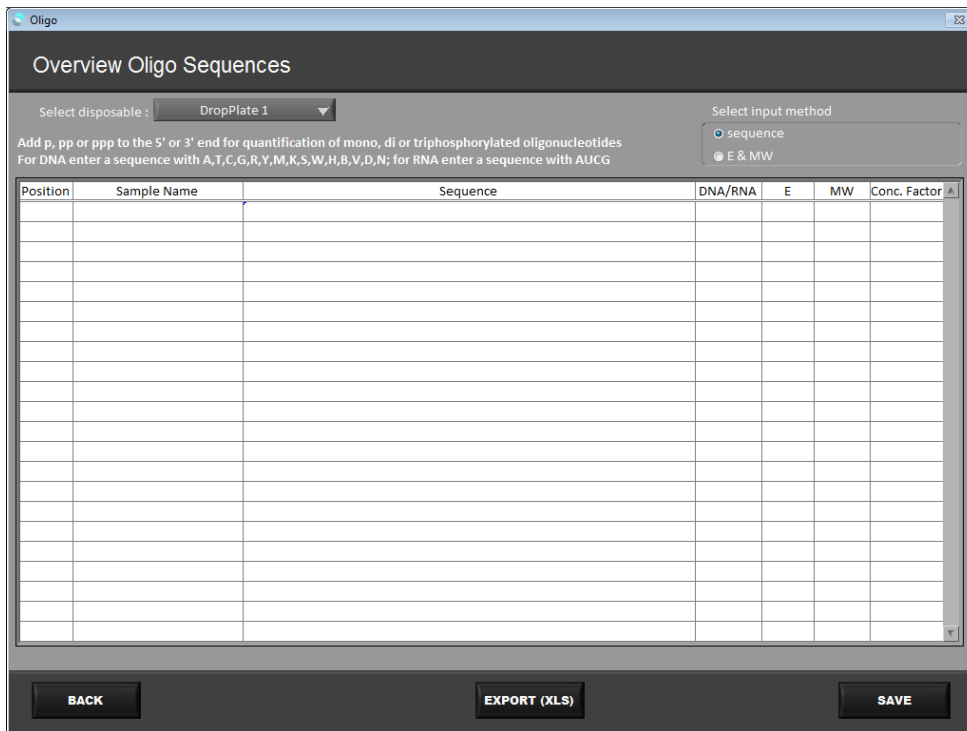 Oligo
Overview Oligo Sequences
Select disposable : DropPlate 1
Select input method
sequence
E & MW
Add p, pp or ppp to the 5' or 3' end for quantification of mono, di or triphosphorylated oligonucleotides
For DNA enter a sequence with A,T,C,G,R,Y,M,K,S,W,H,B,V,D,N; for RNA enter a sequence with AUCG
Position Sample Name Sequence DNA/RNA E MW Conc. Factor
BACK EXPORT (XLS) SAVE